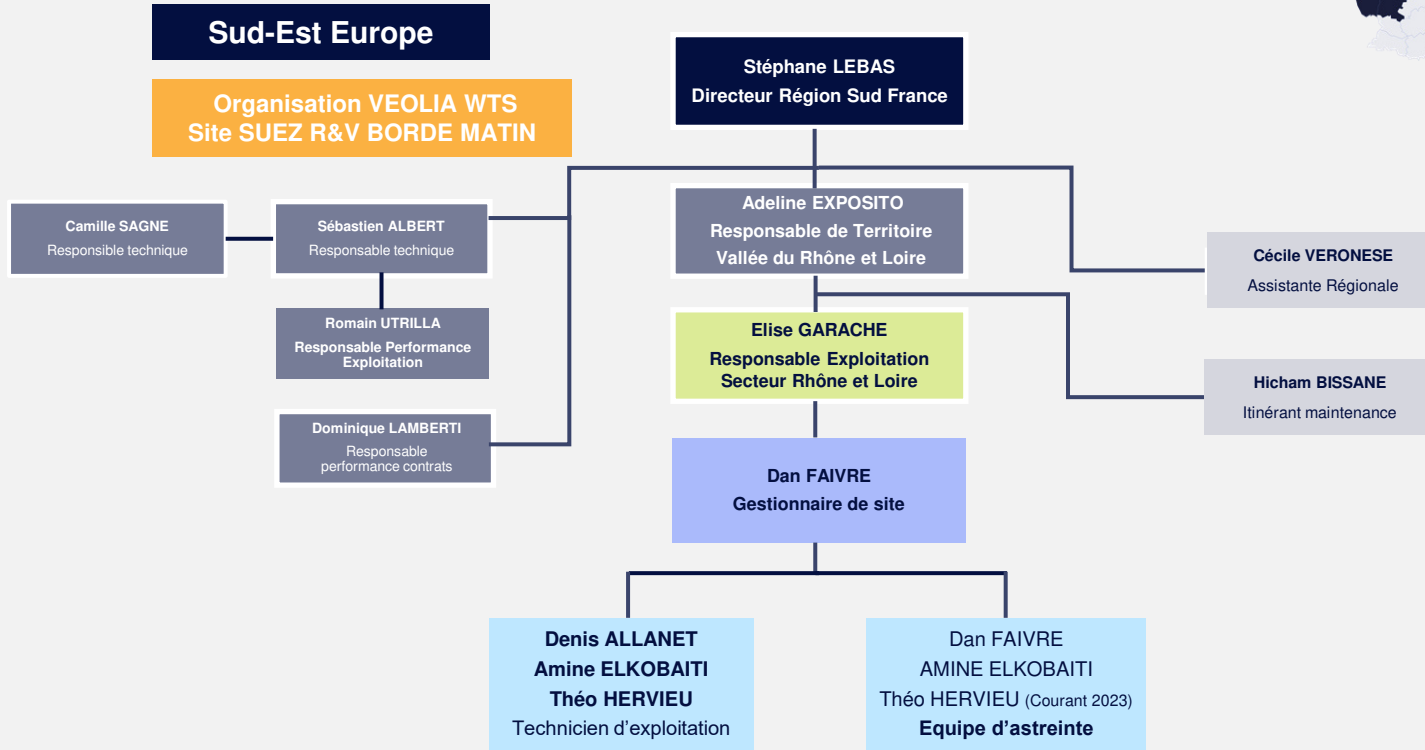 Sud-Est Europe
Organisation VEOLIA WTS
Site SUEZ R&V BORDE MATIN
Stéphane LEBAS
Directeur Région Sud France
Camille SAGNE
Responsible technique
Sébastien ALBERT
Responsable technique
Adeline EXPOSITO
Responsable de Territoire
Vallée du Rhône et Loire
Cécile VERONESE
Assistante Régionale
Romain UTRILLA
Responsable Performance
Exploitation
Elise GARACHE
Responsable Exploitation
Secteur Rhône et Loire
Hicham BISSANE
Itinérant maintenance
Dominique LAMBERTI
Responsable
performance contrats
Dan FAIVRE
Gestionnaire de site
Denis ALLANET
Amine ELKOBAITI
Théo HERVIEU
Technicien d'exploitation
Dan FAIVRE
AMINE ELKOBAITI
Théo HERVIEU (Courant 2023)
Equipe d'astreinte